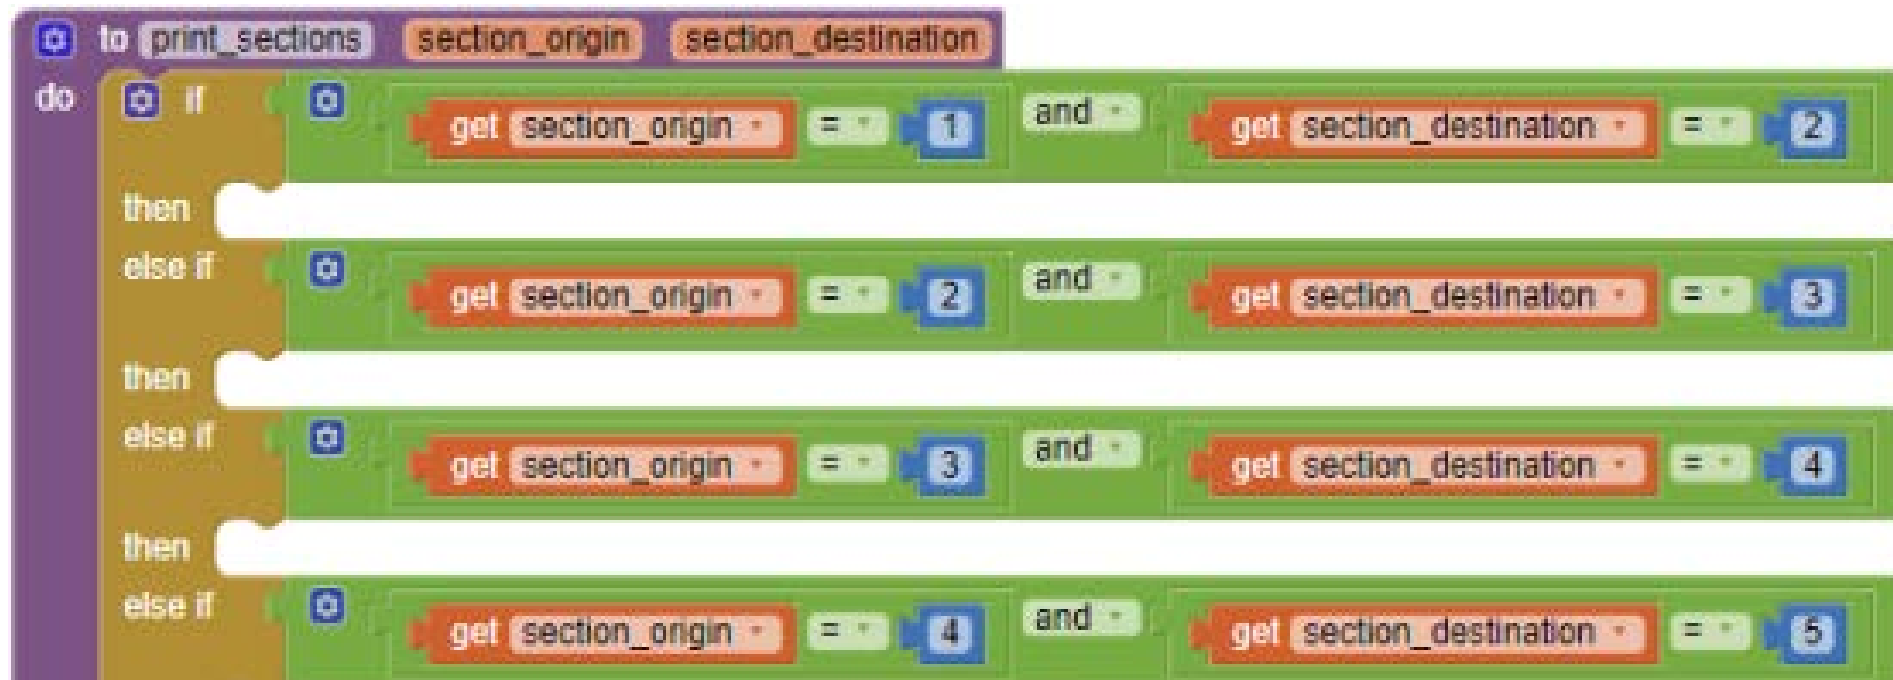 to print_sections section_origin section_destination
do if get section_origin = 1 and get section_destination = 2
then
else if get section_origin = 2 and get section_destination = 3
then
else if get section_origin = 3 and get section_destination = 4
then
else if get section_origin = 4 and get section_destination = 5